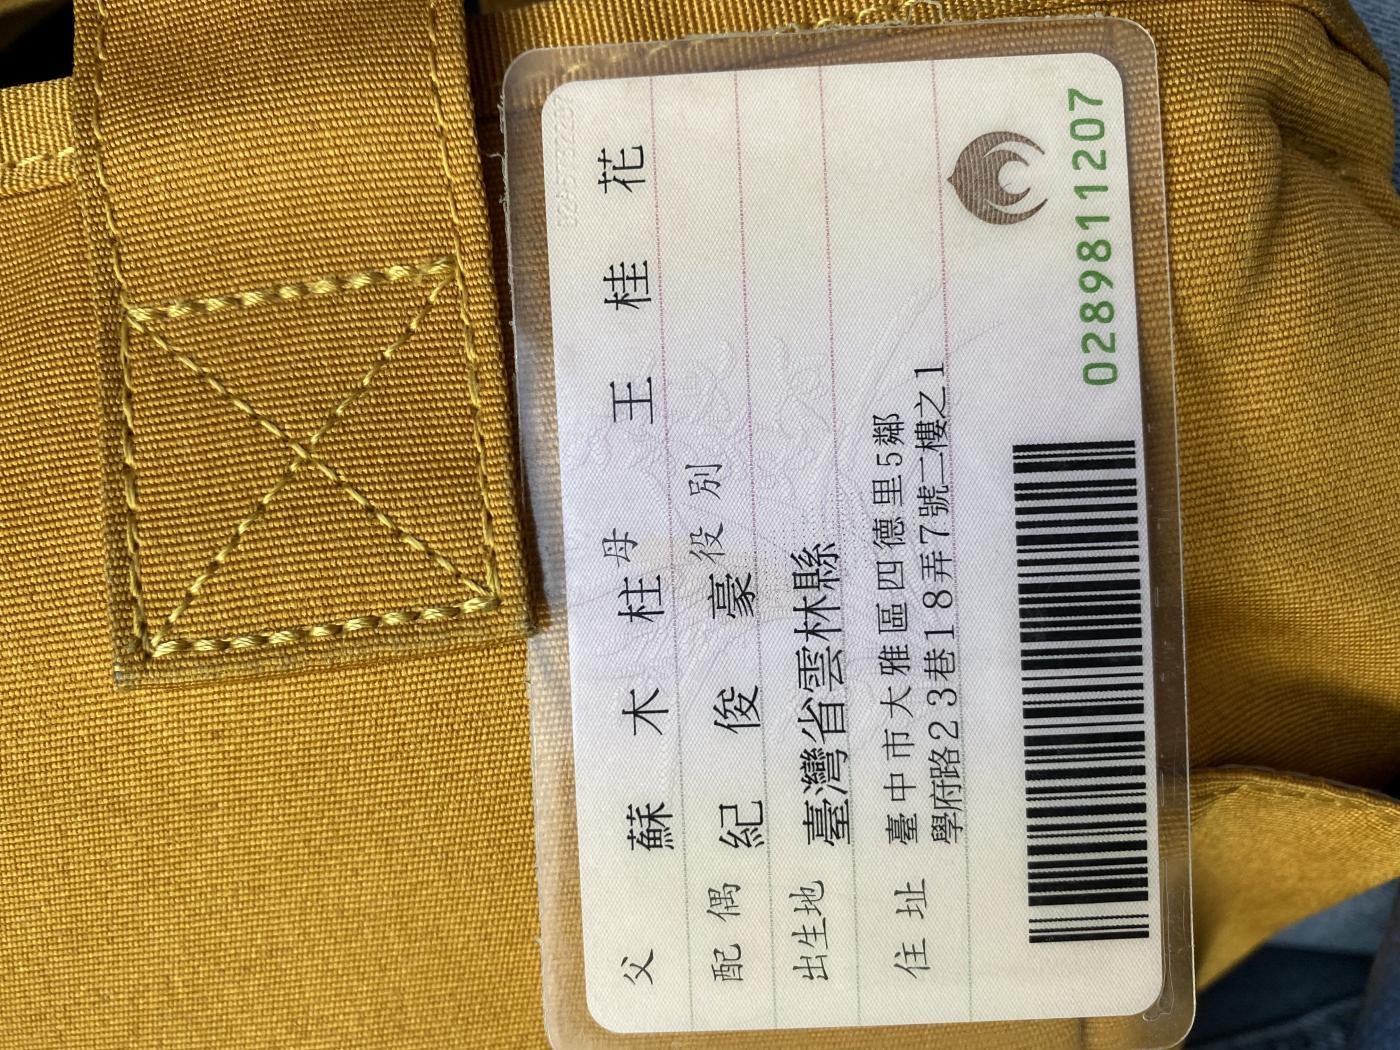 父 蘇木柱 母 王桂花
配偶 紀俊豪 役別
出生地 臺灣省雲林縣
住址 臺中市大雅區四德里5鄰
學府路23巷18弄7號二樓之1
0289811207